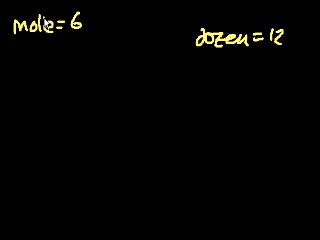 mole = 6
dozen = 12